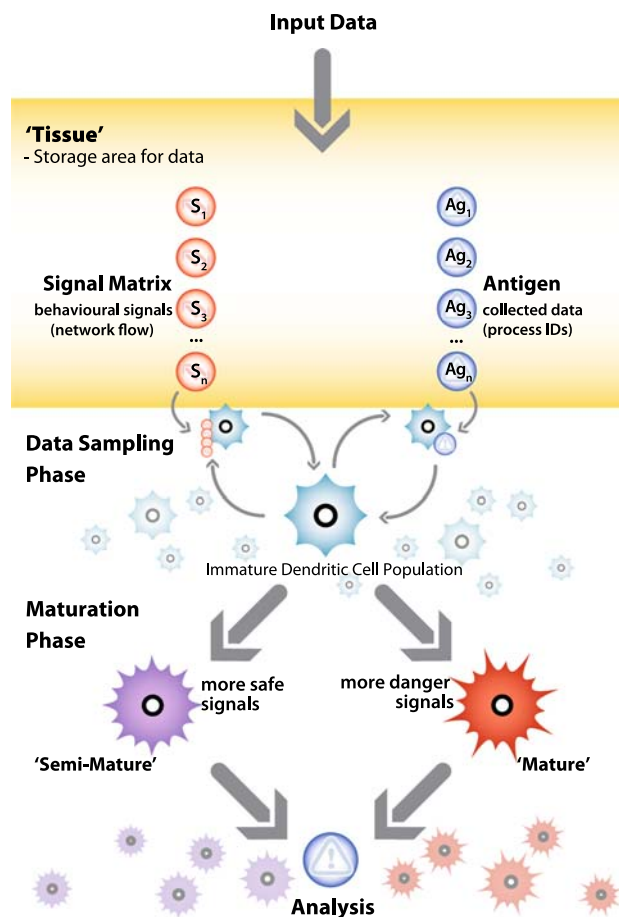 Input Data
'Tissue'
- Storage area for data
S1
Ag1
S2
Ag2
Signal Matrix
behavioural signals
(network flow)
S3
...
Sn
Antigen
collected data
(process IDs)
Ag3
...
Agn
Data Sampling
Phase
Immature Dendritic Cell Population
Maturation
Phase
more safe
signals
more danger
signals
'Semi-Mature'
'Mature'
Analysis